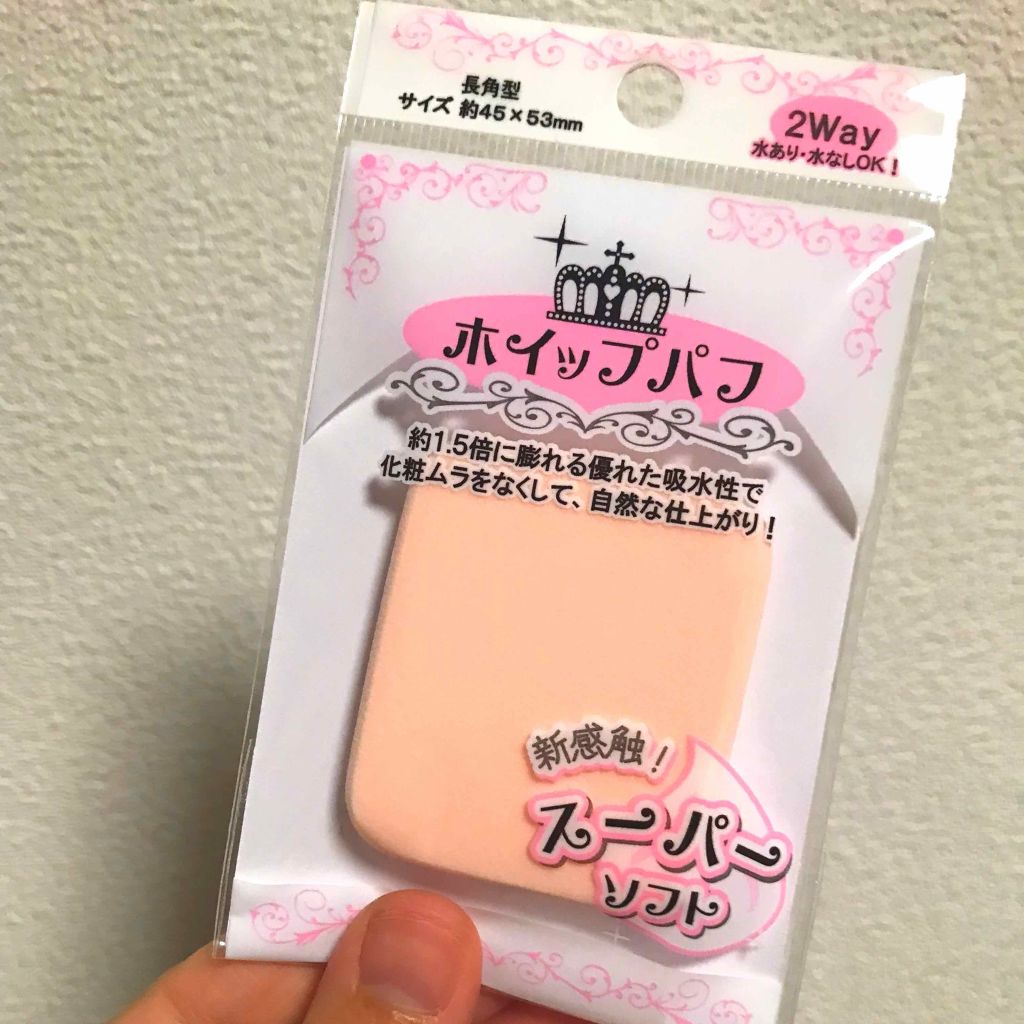 長角型
サイズ 約45×53mm
2Way
水あり・水なしOK!
ホイップパフ
約1.5倍に膨れる優れた吸水性で
化粧ムラをなくして、自然な仕上がり!
新感触!
スーパー
ソフト